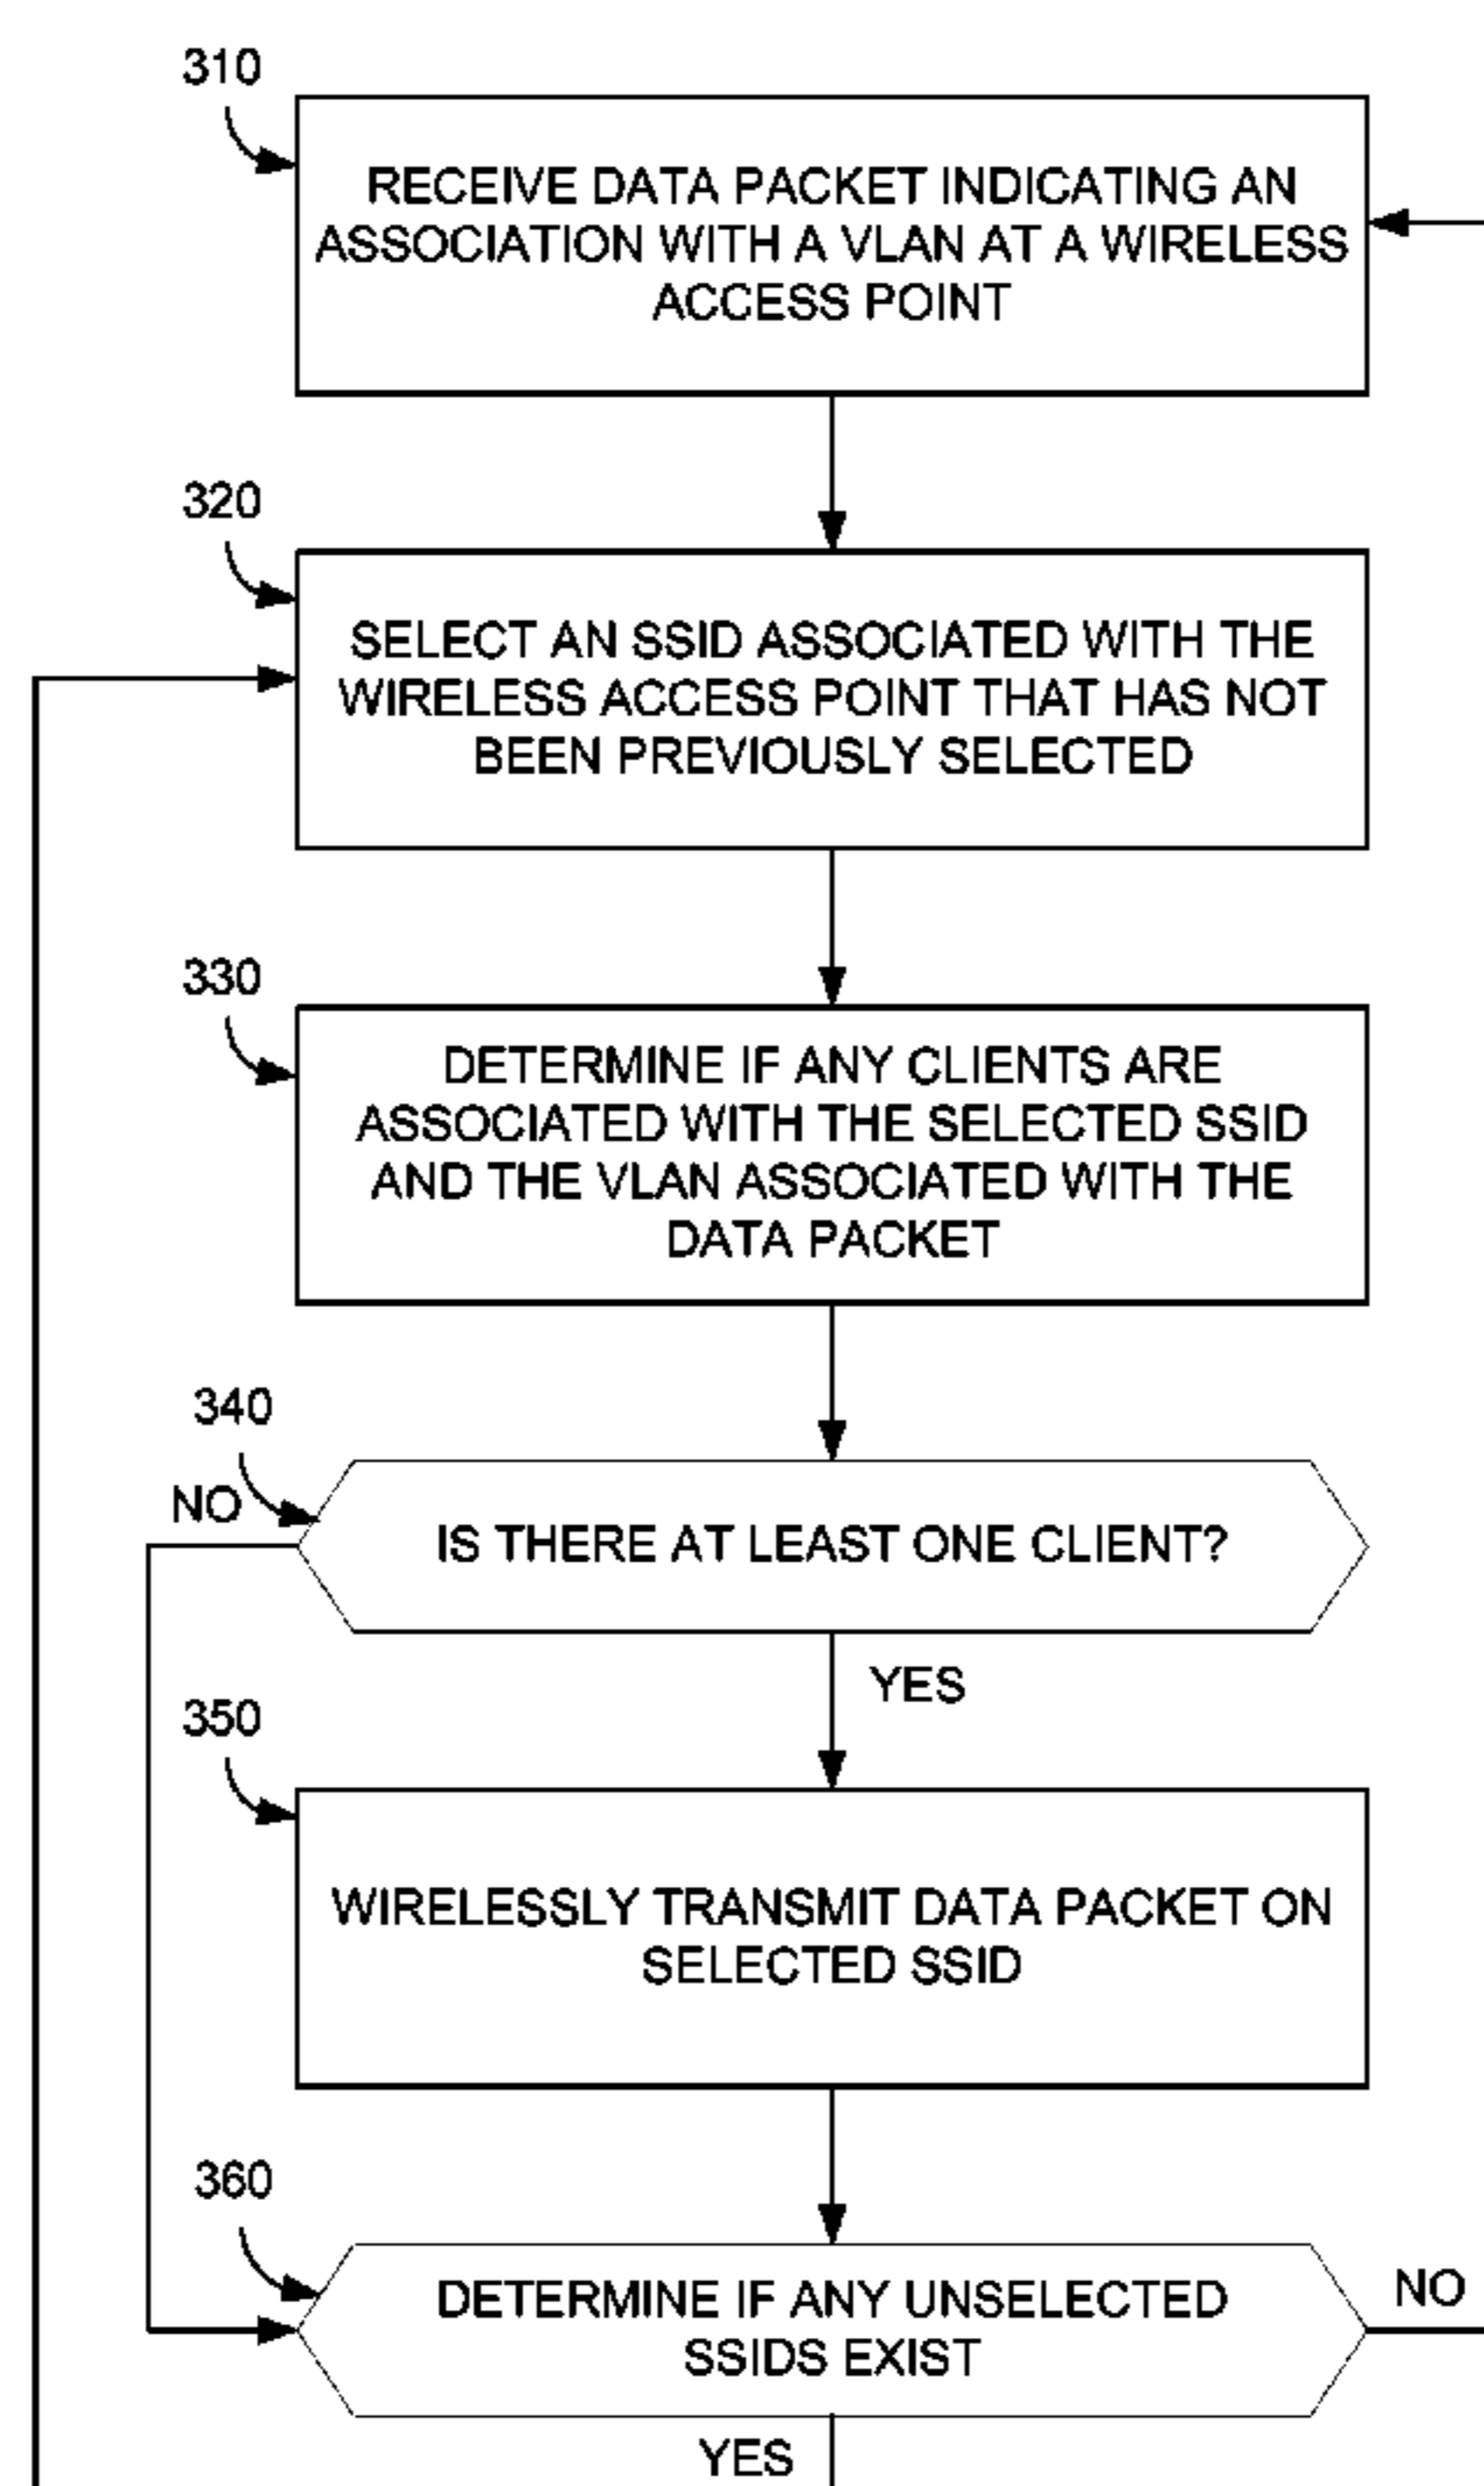 310
RECEIVE DATA PACKET INDICATING AN
ASSOCIATION WITH A VLAN AT A WIRELESS
ACCESS POINT
320
SELECT AN SSID ASSOCIATED WITH THE
WIRELESS ACCESS POINT THAT HAS NOT
BEEN PREVIOUSLY SELECTED
330
DETERMINE IF ANY CLIENTS ARE
ASSOCIATED WITH THE SELECTED SSID
AND THE VLAN ASSOCIATED WITH THE
DATA PACKET
340
NO
IS THERE AT LEAST ONE CLIENT?
YES
350
WIRELESSLY TRANSMIT DATA PACKET ON
SELECTED SSID
360
DETERMINE IF ANY UNSELECTED
SSIDS EXIST
NO
YES